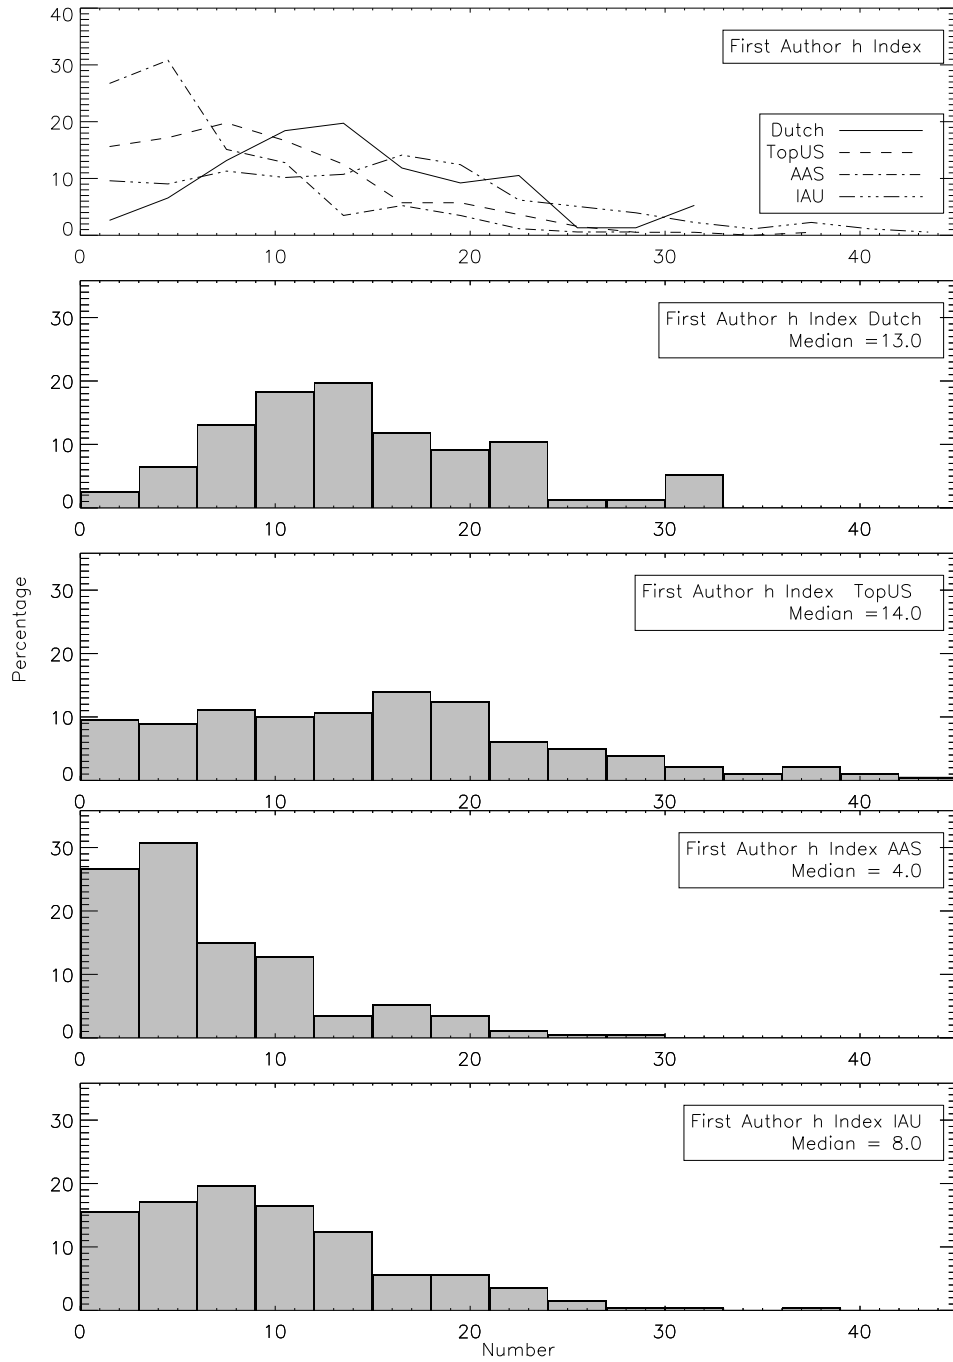 40
30
20
10
0
First Author h Index
Dutch
TopUS
AAS
IAU
0 10 20 30 40
30
20
10
0
First Author h Index Dutch
Median =13.0
0 10 20 30 40
Percentage
30
20
10
0
First Author h Index TopUS
Median =14.0
0 10 20 30 40
30
20
10
0
First Author h Index AAS
Median = 4.0
0 10 20 30 40
30
20
10
0
First Author h Index IAU
Median = 8.0
0 10 20 30 40
Number